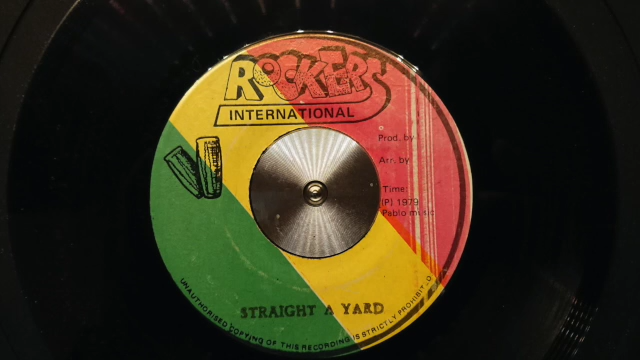 ROCKERS
INTERNATIONAL
Prod. by
Arr. by
Time:
(P) 1979
Pablo music
STRAIGHT A YARD
UNAUTHORISED COPYING OF THIS RECORDING IS STRICTLY PROHIBIT